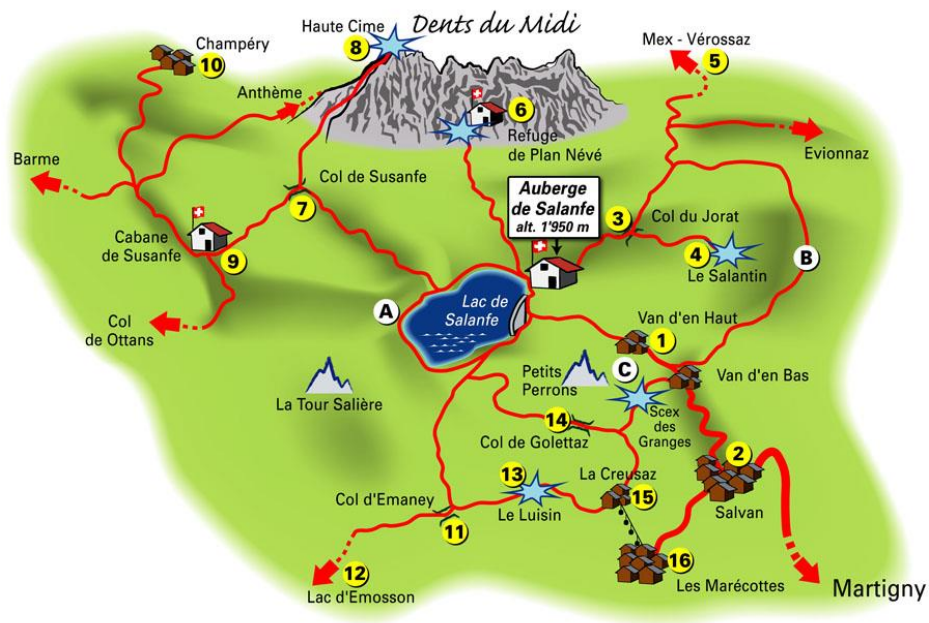 Dents du Midi
Haute Cime
8
Champéry
10
Mex - Vérossaz
5
Anthème
6
Refuge
de Plan Névé
Evionnaz
Barme
Col de Susanfe
7
Auberge
de Salanfe
alt. 1'950 m
3
Col du Jorat
4
Le Salantin
B
Cabane
de Susanfe
9
A
Lac de
Salanfe
Col
de Ottans
Van d'en Haut
1
Petits
Perrons
C
Van d'en Bas
La Tour Salière
Scex
des
Granges
14
Col de Golettaz
2
Salvan
13
Le Luisin
La Creusaz
15
Col d'Emaney
11
12
Lac d'Emosson
16
Les Marécottes
Martigny